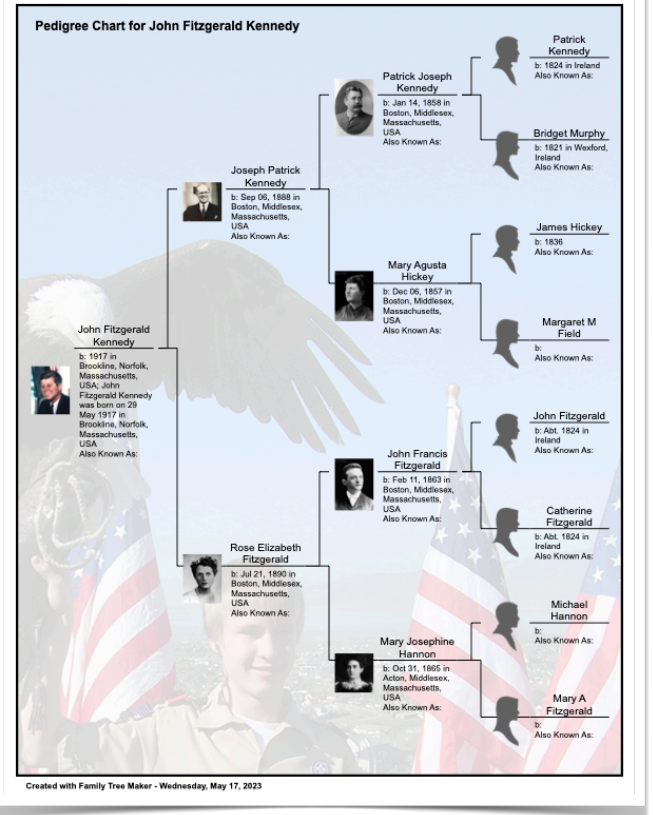 Pedigree Chart for John Fitzgerald Kennedy
John Fitzgerald
Kennedy
b: 1917 in
Brookline, Norfolk,
Massachusetts,
USA; John
Fitzgerald Kennedy
was born on 29
May 1917 in
Brookline, Norfolk,
Massachusetts,
USA
Also Known As:
Joseph Patrick
Kennedy
b: Sep 06, 1888 in
Boston, Middlesex,
Massachusetts,
USA
Also Known As:
Rose Elizabeth
Fitzgerald
b: Jul 21, 1890 in
Boston, Middlesex,
Massachusetts,
USA
Also Known As:
Patrick Joseph
Kennedy
b: Jan 14, 1858 in
Boston, Middlesex,
Massachusetts,
USA
Also Known As:
Mary Agusta
Hickey
b: Dec 06, 1857 in
Boston, Middlesex,
Massachusetts,
USA
Also Known As:
John Francis
Fitzgerald
b: Feb 11, 1863 in
Boston, Middlesex,
Massachusetts,
USA
Also Known As:
Mary Josephine
Hannon
b: Oct 31, 1865 in
Acton, Middlesex,
Massachusetts,
USA
Also Known As:
Patrick
Kennedy
b: 1824 in Ireland
Also Known As:
Bridget Murphy
b: 1821 in Wexford,
Ireland
Also Known As:
James Hickey
b: 1836
Also Known As:
Margaret M
Field
b:
Also Known As:
John Fitzgerald
b: Abt. 1824 in
Ireland
Also Known As:
Catherine
Fitzgerald
b: Abt. 1824 in
Ireland
Also Known As:
Michael
Hannon
b:
Also Known As:
Mary A
Fitzgerald
b:
Also Known As:
Created with Family Tree Maker - Wednesday, May 17, 2023